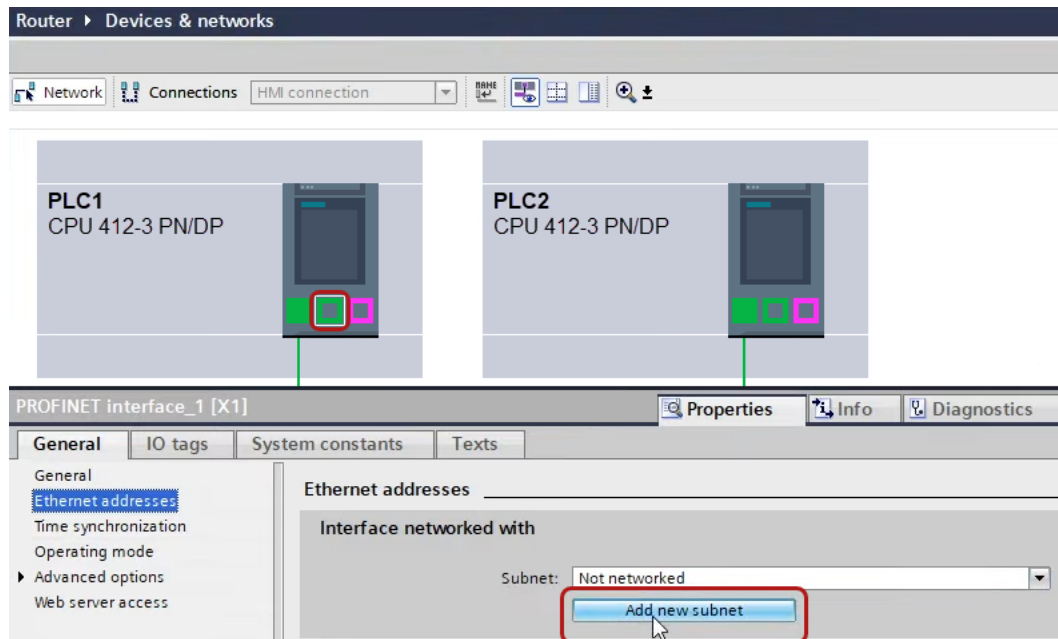 Router ▸ Devices & networks
Network Connections HMI connection NAME
PLC1
CPU 412-3 PN/DP
PLC2
CPU 412-3 PN/DP
PROFINET interface_1 [X1] Properties Info Diagnostics
General IO tags System constants Texts
General
Ethernet addresses
Time synchronization
Operating mode
Advanced options
Web server access
Ethernet addresses
Interface networked with
Subnet: Not networked
Add new subnet